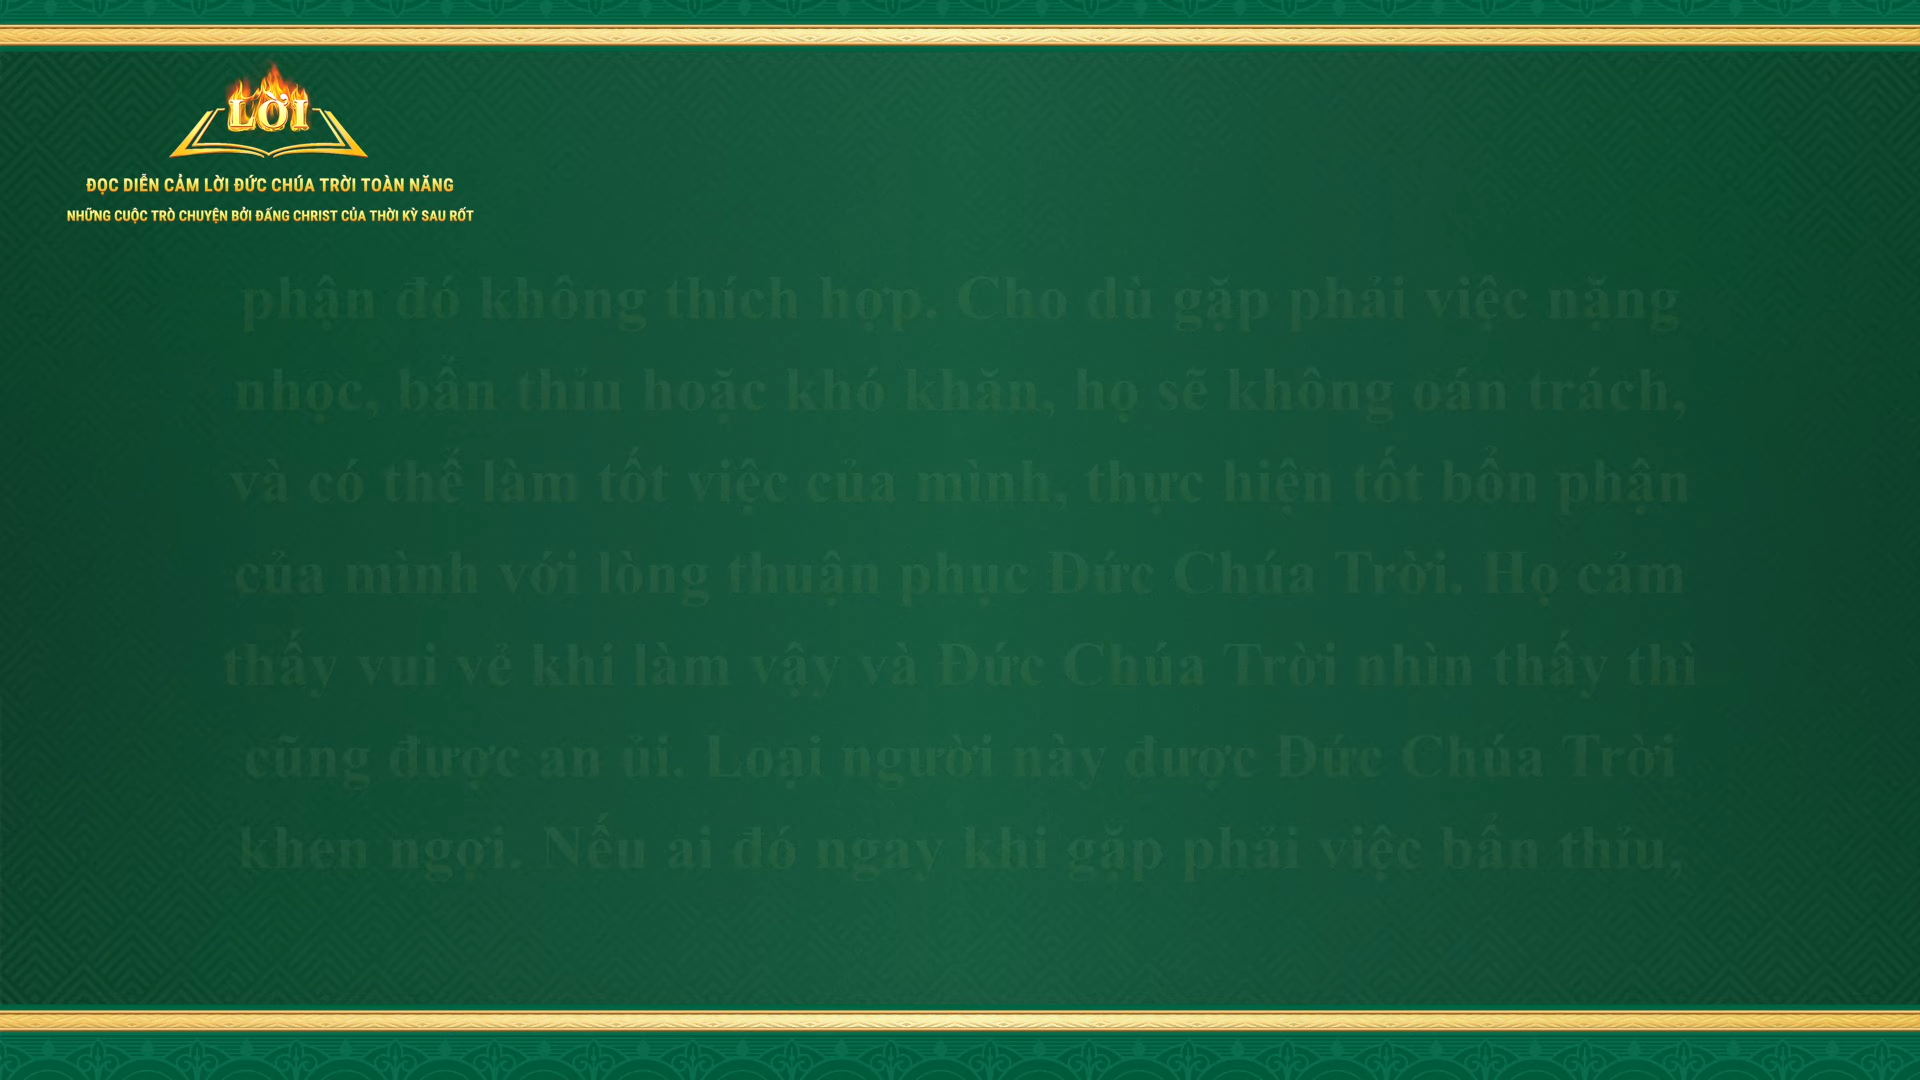 LỜI
ĐỌC DIỄN CẢM LỜI ĐỨC CHÚA TRỜI TOÀN NĂNG
NHỮNG CUỘC TRÒ CHUYỆN BỞI ĐẤNG CHRIST CỦA THỜI KỲ SAU RỐT
phận đó không thích hợp. Cho dù gặp phải việc nặng
nhọc, bẩn thỉu hoặc khó khăn, họ sẽ không oán trách,
và có thể làm tốt việc của mình, thực hiện tốt bổn phận
của mình với lòng thuận phục Đức Chúa Trời. Họ cảm
thấy vui vẻ khi làm vậy và Đức Chúa Trời nhìn thấy thì
cũng được an ủi. Loại người này được Đức Chúa Trời
khen ngợi. Nếu ai đó ngay khi gặp phải việc bẩn thỉu,